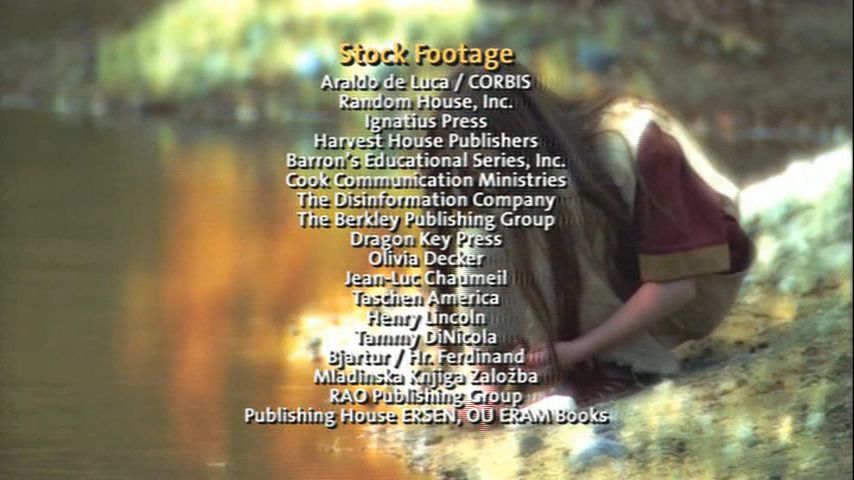 Stock Footage
Araldo de Luca / CORBIS
Random House, Inc.
Ignatius Press
Harvest House Publishers
Barron's Educational Series, Inc.
Cook Communication Ministries
The Disinformation Company
The Berkley Publishing Group
Dragon Key Press
Olivia Decker
Jean-Luc Chaumeil
Taschen America
Henry Lincoln
Tammy DiNicola
Bjartur / Hr. Ferdinand
Mladinska Knjiga Založba
RAO Publishing Group
Publishing House ERSEN, OU ERAM Books